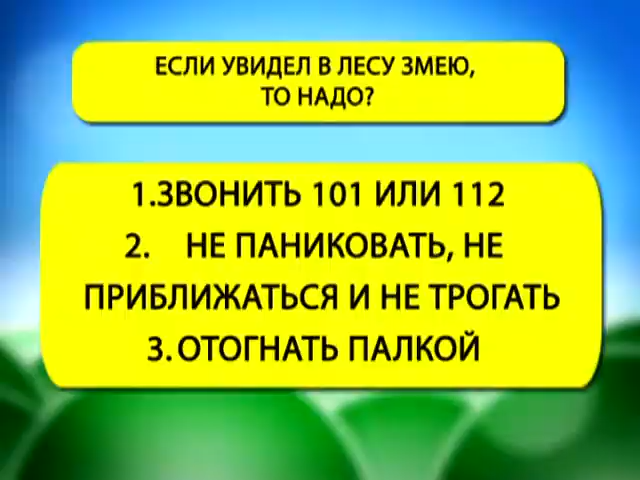 ЕСЛИ УВИДЕЛ В ЛЕСУ ЗМЕЮ,
ТО НАДО?
1.ЗВОНИТЬ 101 ИЛИ 112
2. НЕ ПАНИКОВАТЬ, НЕ
ПРИБЛИЖАТЬСЯ И НЕ ТРОГАТЬ
3.ОТОГНАТЬ ПАЛКОЙ